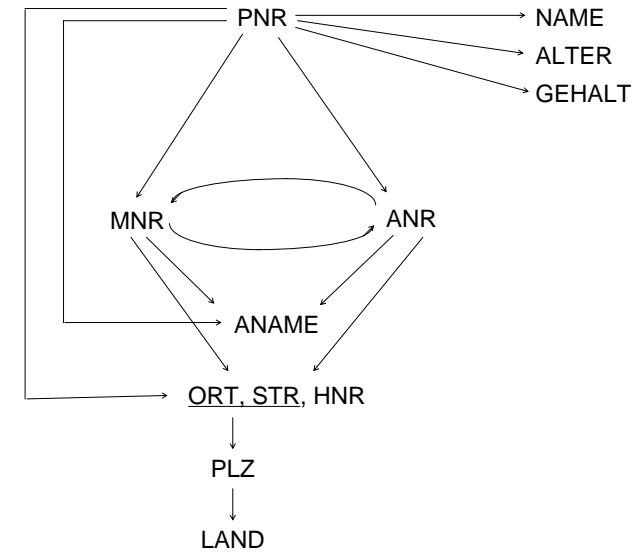 PNR
NAME
ALTER
GEHALT
MNR
ANR
ANAME
ORT, STR, HNR
PLZ
LAND